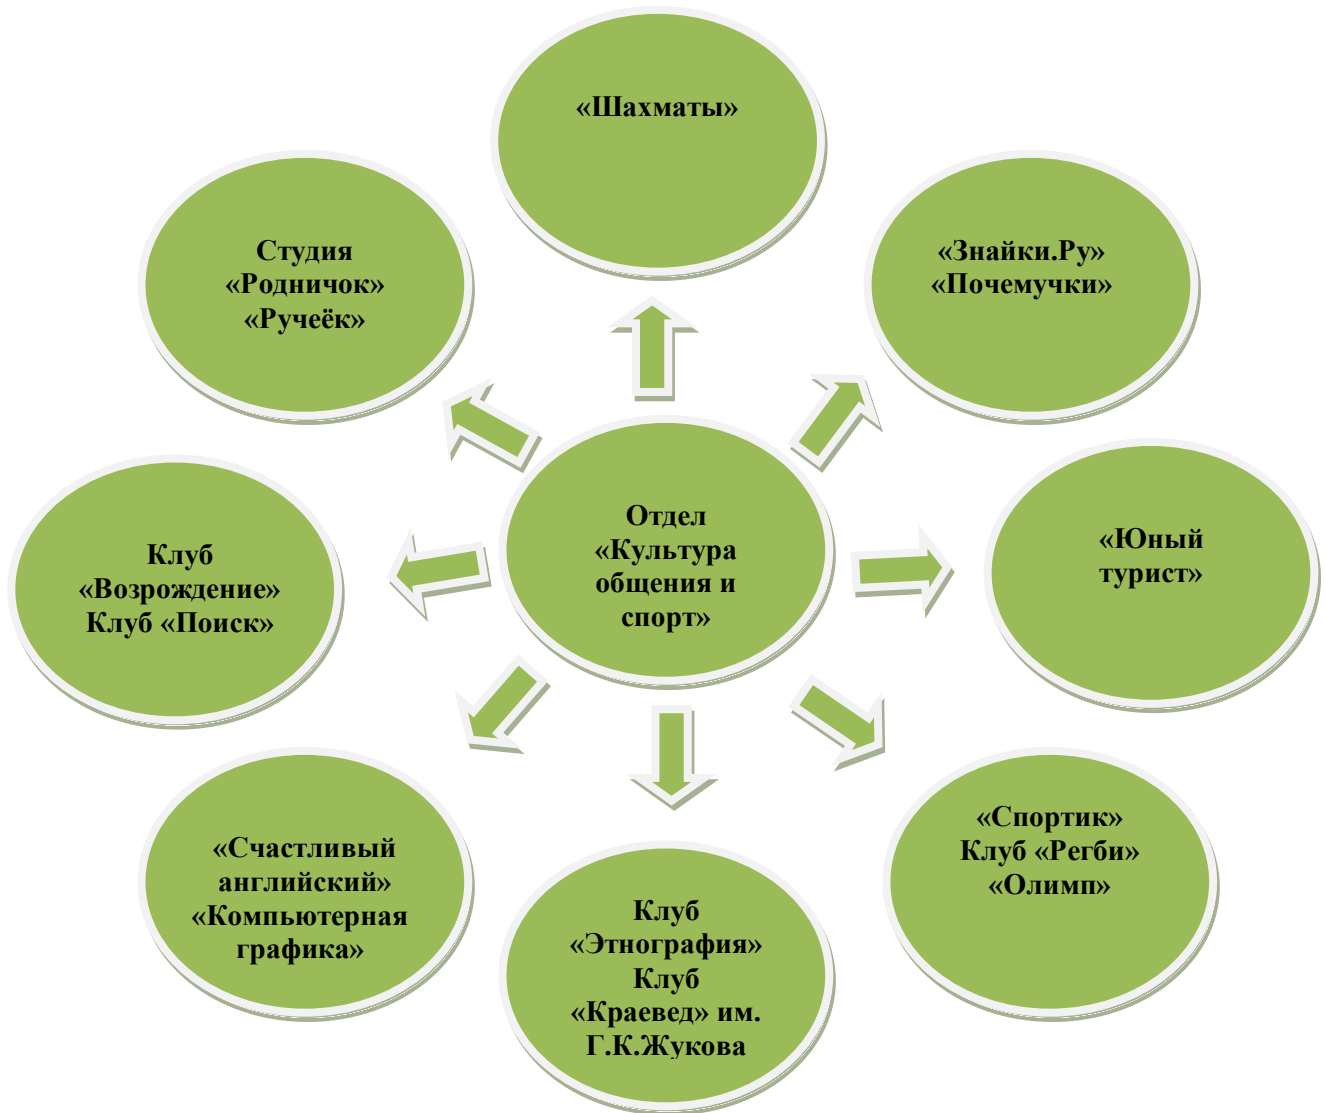 «Шахматы»
Студия
«Родничок»
«Ручеёк»
«Знайки.Ру»
«Почемучки»
Отдел
«Культура
общения и
спорт»
Клуб
«Возрождение»
Клуб «Поиск»
«Юный
турист»
«Счастливый
английский»
«Компьютерная
графика»
Клуб
«Этнография»
Клуб
«Краевед» им.
Г.К.Жукова
«Спортик»
Клуб «Регби»
«Олимп»